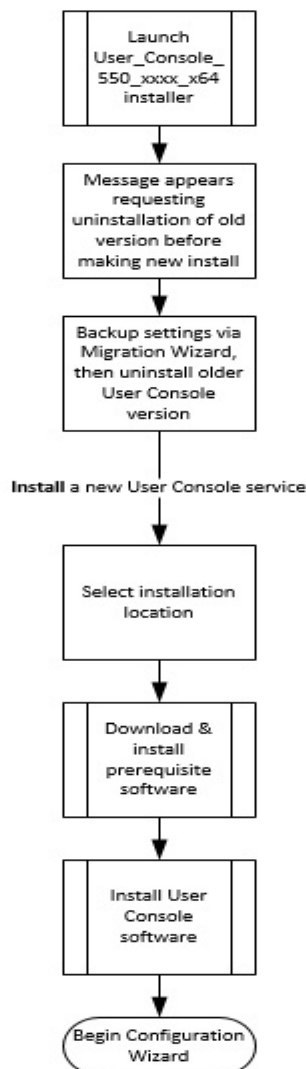 Launch
User_Console_
550_xxxx_x64
installer
Message appears
requesting
uninstallation of old
version before
making new install
Backup settings via
Migration Wizard,
then uninstall older
User Console
version
Install a new User Console service
Select installation
location
Download &
install
prerequisite
software
Install User
Console
software
Begin Configuration
Wizard